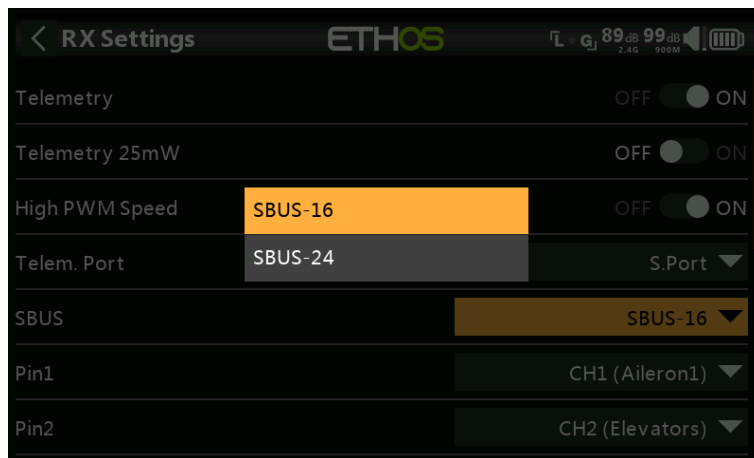 RX Settings ETHOS L G 89dB 2.4G 99dB 900M
Telemetry OFF ON
Telemetry 25mW OFF ON
High PWM Speed OFF ON
SBUS-16
SBUS-24
Telem. Port S.Port
SBUS SBUS-16
Pin1 CH1 (Aileron1)
Pin2 CH2 (Elevators)